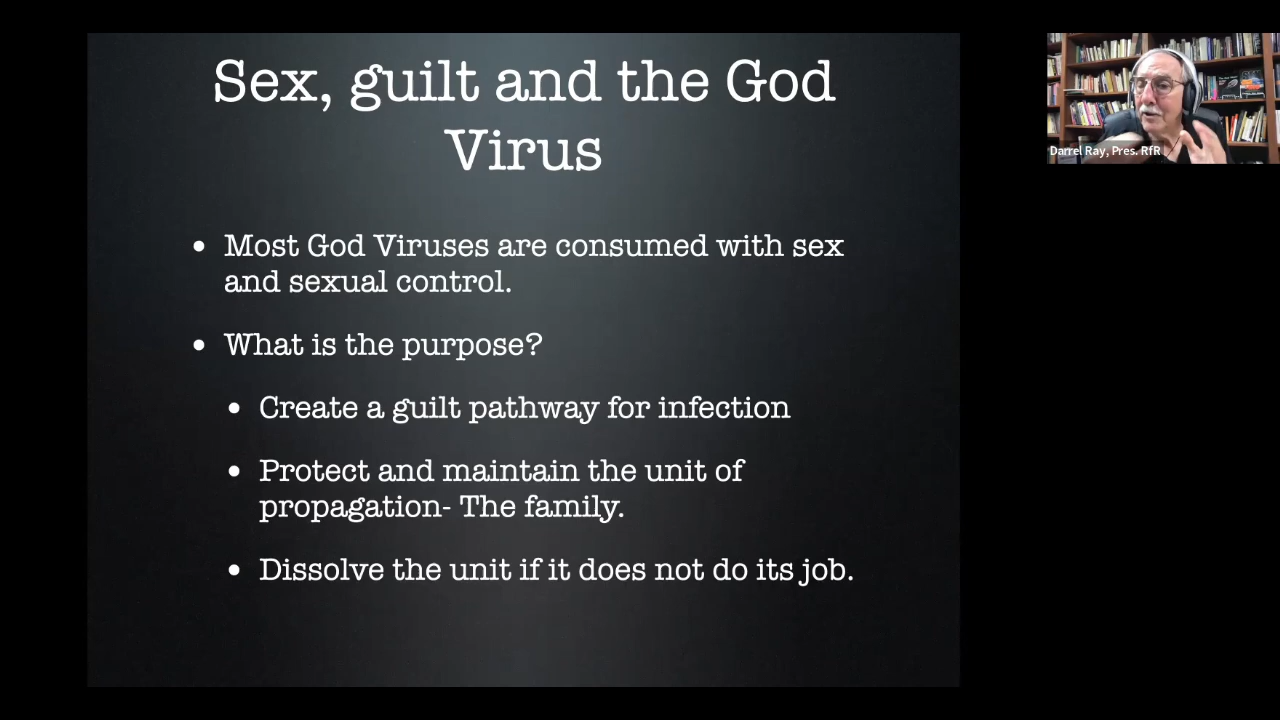 Sex, guilt and the God
Virus
• Most God Viruses are consumed with sex
and sexual control.
• What is the purpose?
• Create a guilt pathway for infection
• Protect and maintain the unit of
propagation- The family.
• Dissolve the unit if it does not do its job.
Darrel Ray, Pres. RfR